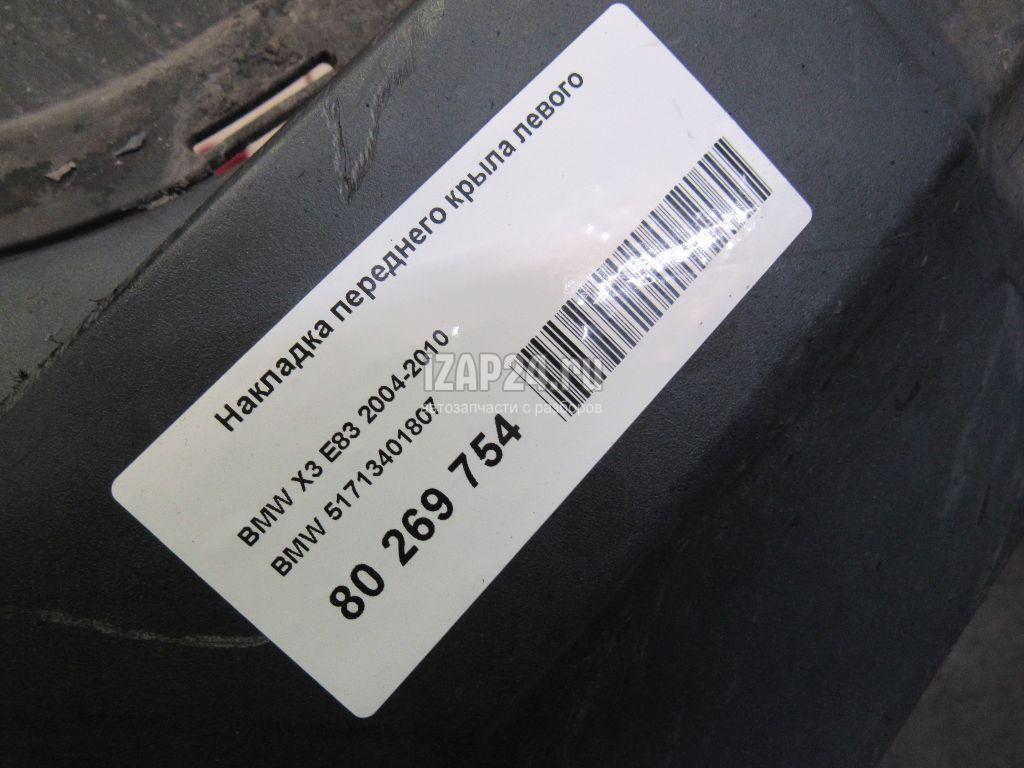 Накладка переднего крыла левого
BMW X3 E83 2004-2010
BMW 51713401807
80 269 754
IZAP24.ru
автозапчасти с разборов